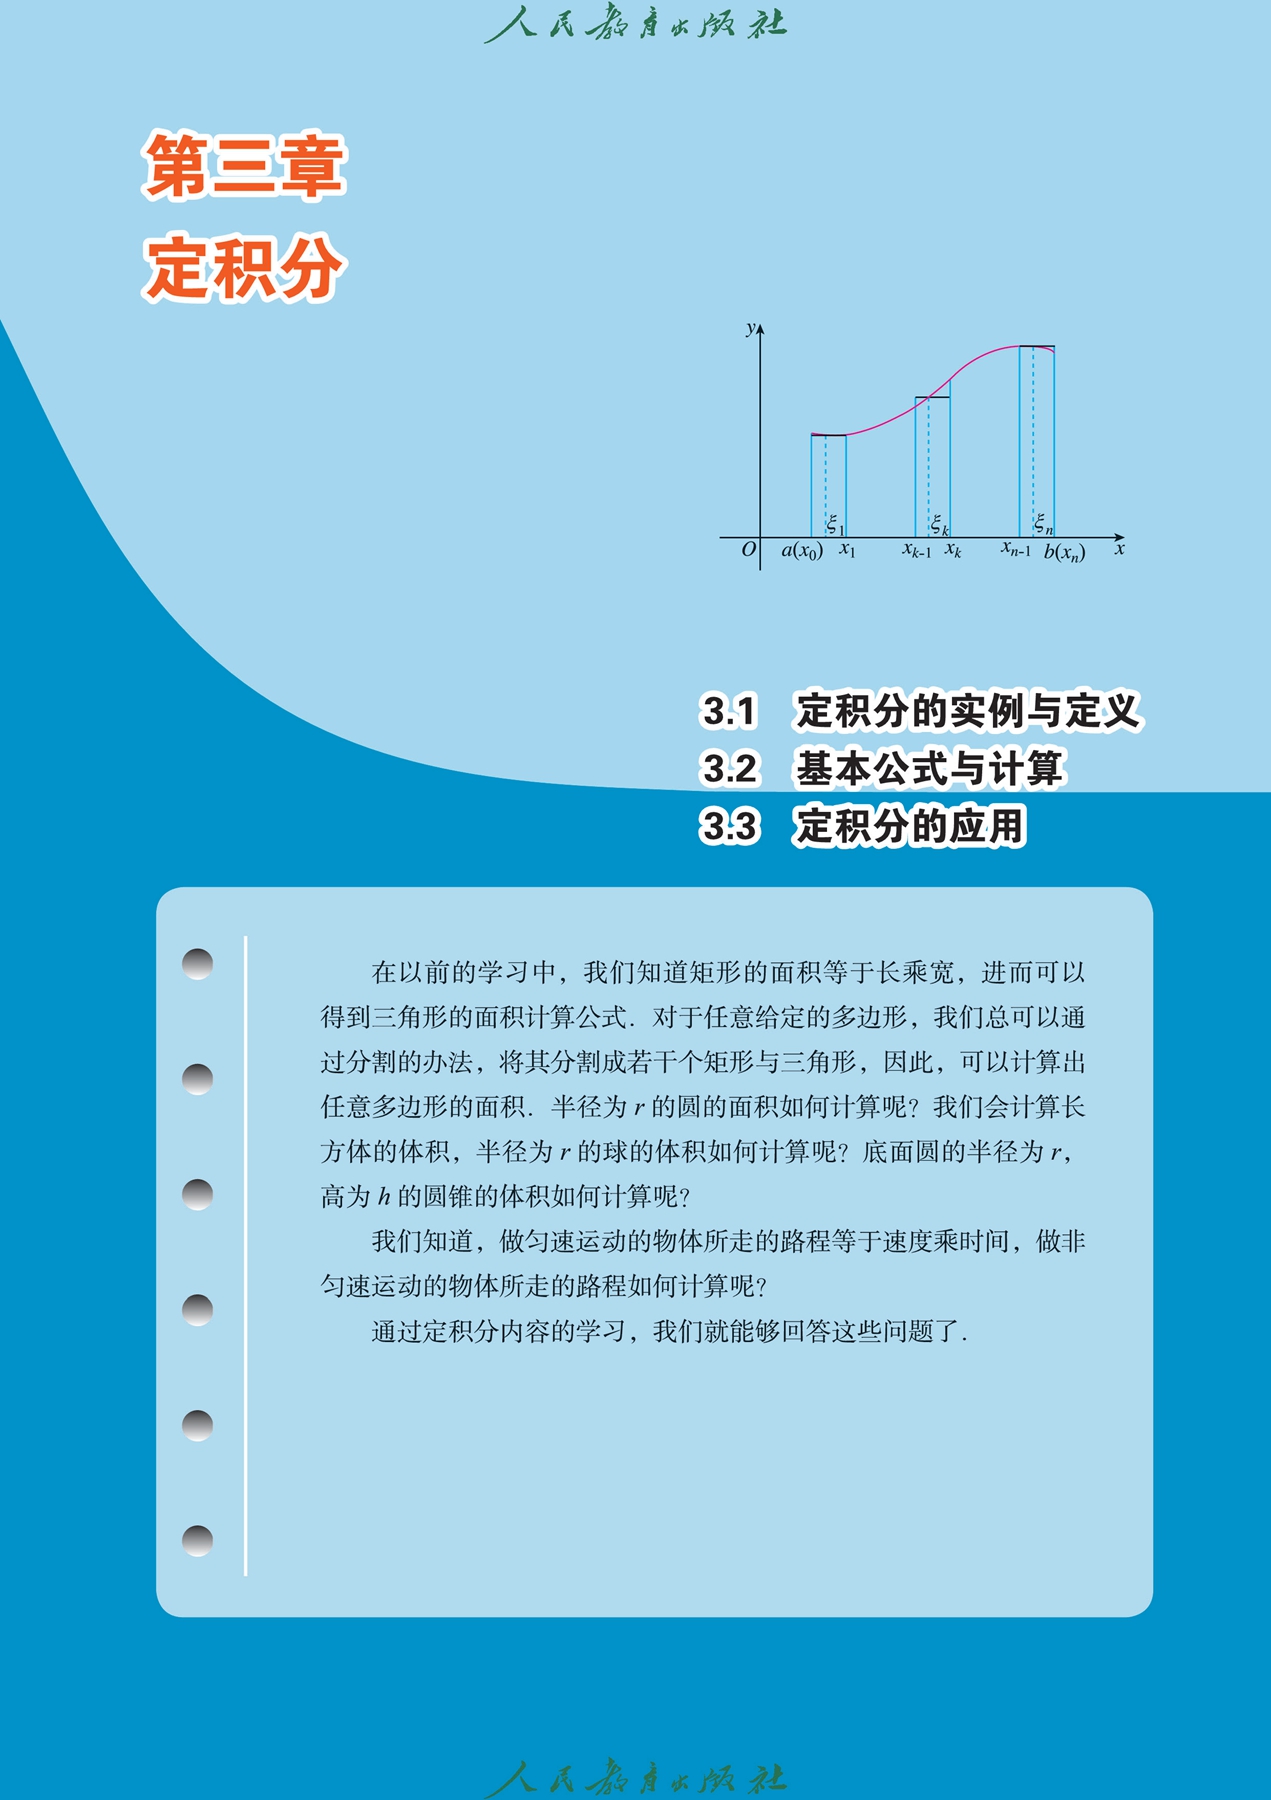 人民教育出版社
第三章
定积分
y
ξ1 ξk ξn
O a(x0) x1 xk-1 xk xn-1 b(xn) x
3.1 定积分的实例与定义
3.2 基本公式与计算
3.3 定积分的应用
在以前的学习中，我们知道矩形的面积等于长乘宽，进而可以
得到三角形的面积计算公式．对于任意给定的多边形，我们总可以通
过分割的办法，将其分割成若干个矩形与三角形，因此，可以计算出
任意多边形的面积．半径为 r 的圆的面积如何计算呢？我们会计算长
方体的体积，半径为 r 的球的体积如何计算呢？底面圆的半径为 r，
高为 h 的圆锥的体积如何计算呢？
我们知道，做匀速运动的物体所走的路程等于速度乘时间，做非
匀速运动的物体所走的路程如何计算呢？
通过定积分内容的学习，我们就能够回答这些问题了．
人民教育出版社